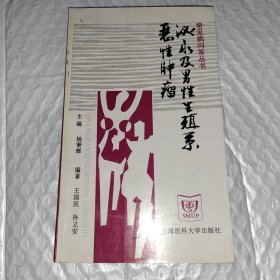 常见病问答丛书
泌尿及男性生殖系
恶性肿瘤
主编 杨秉辉 编著 王国民 孙立安
SMUP
上海医科大学出版社